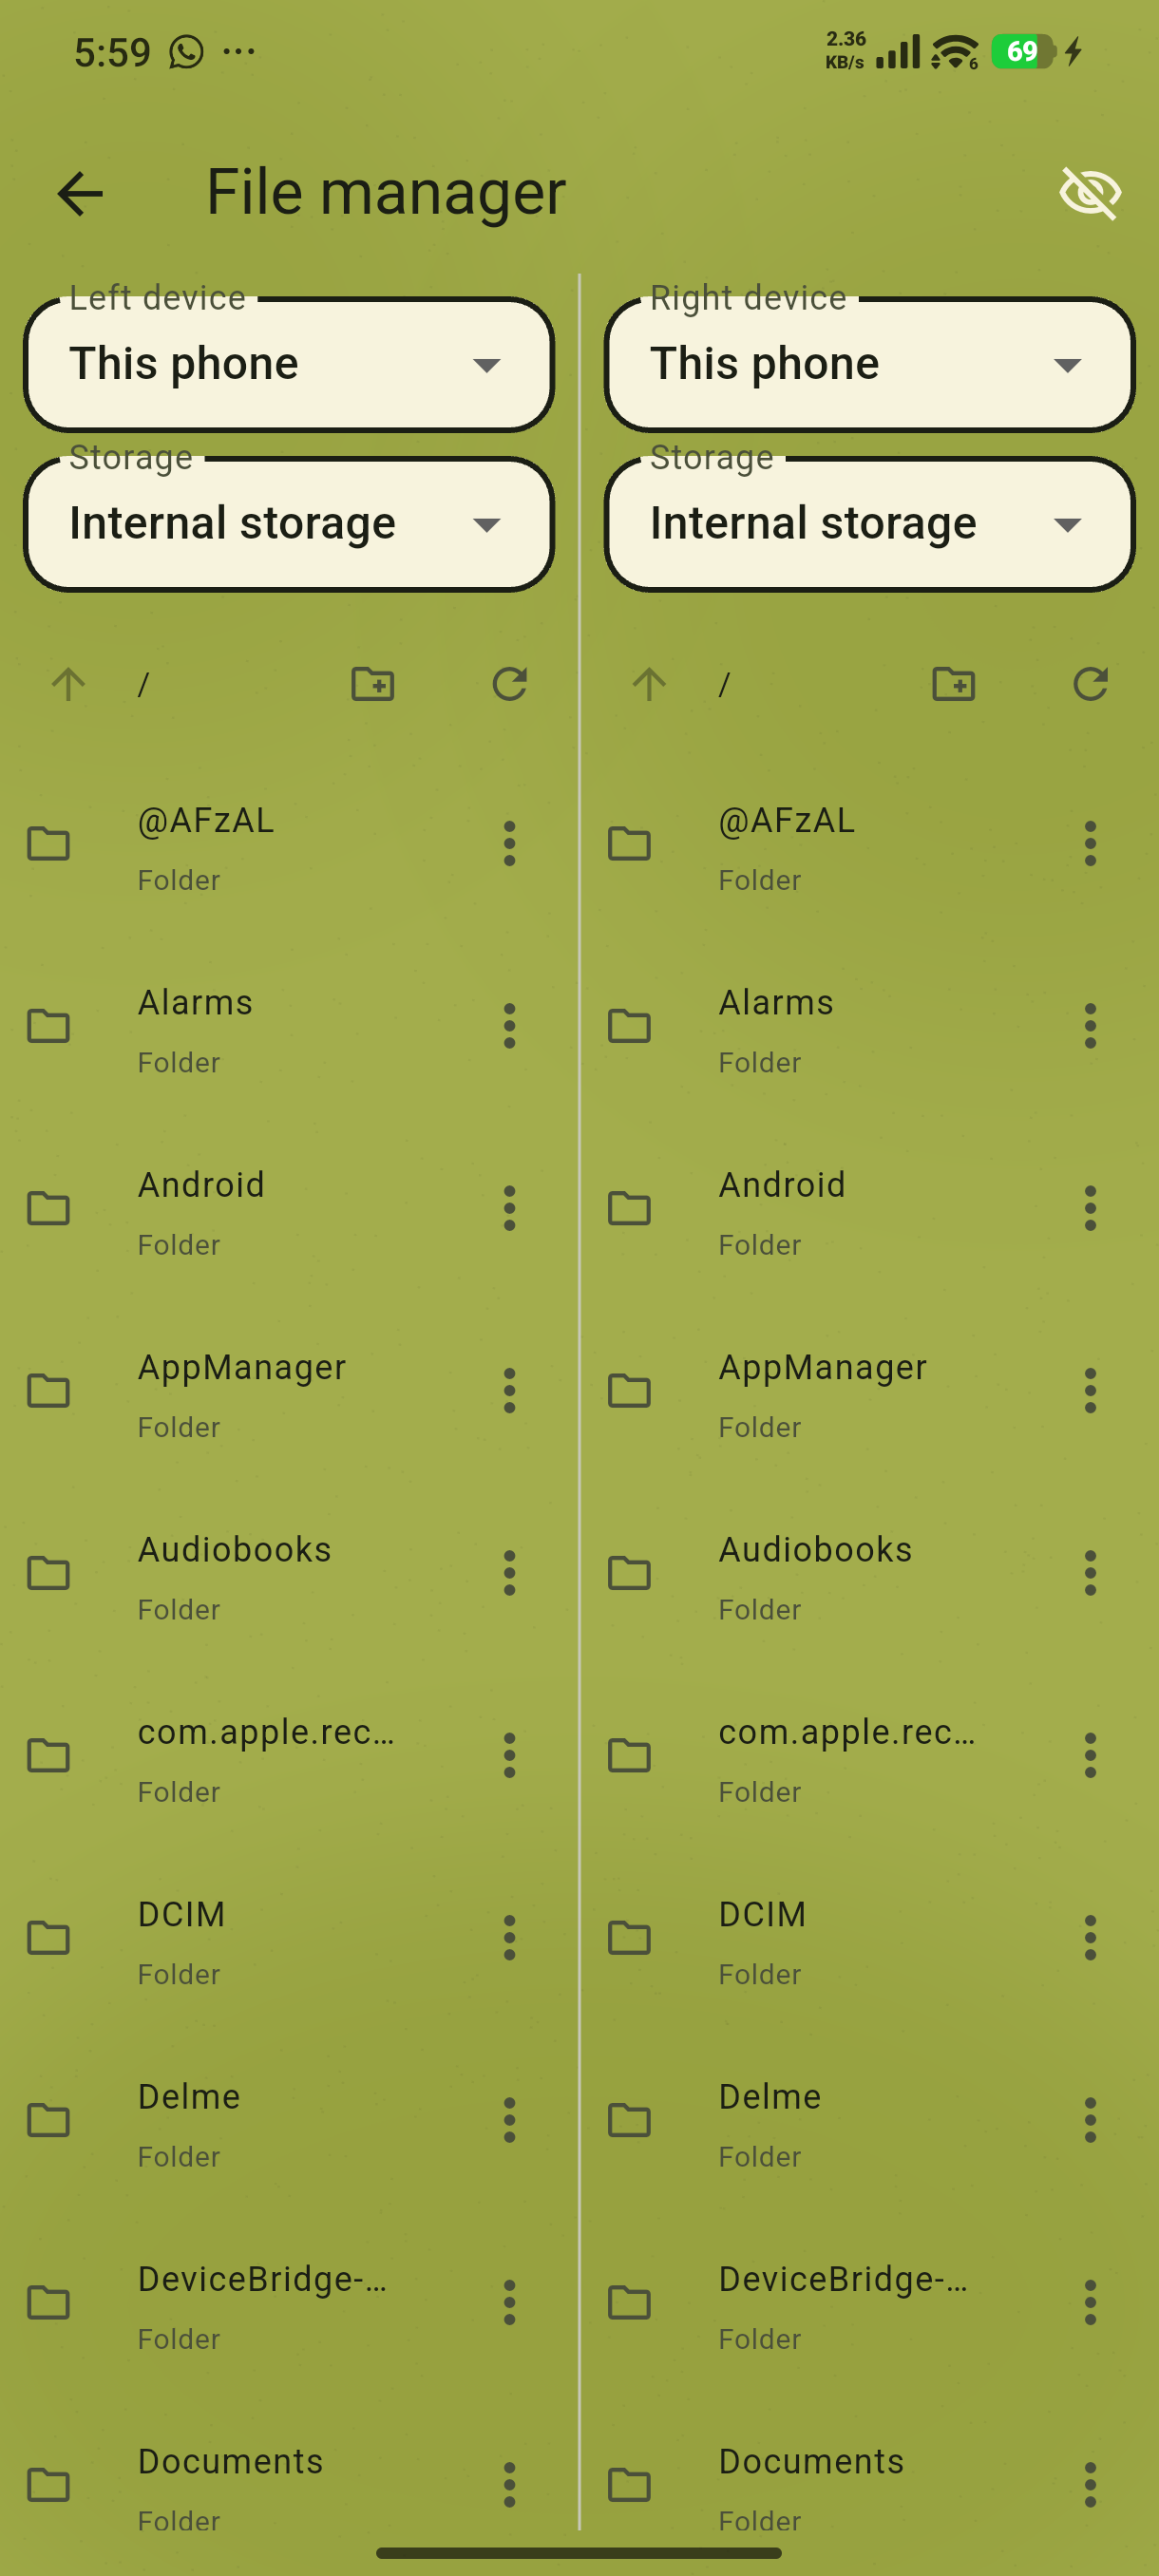 5:59
2.36
KB/s
6
69
File manager
Left device
This phone
Storage
Internal storage
/
@AFzAL
Folder
Alarms
Folder
Android
Folder
AppManager
Folder
Audiobooks
Folder
com.apple.rec…
Folder
DCIM
Folder
Delme
Folder
DeviceBridge-…
Folder
Documents
Folder
Right device
This phone
Storage
Internal storage
/
@AFzAL
Folder
Alarms
Folder
Android
Folder
AppManager
Folder
Audiobooks
Folder
com.apple.rec…
Folder
DCIM
Folder
Delme
Folder
DeviceBridge-…
Folder
Documents
Folder